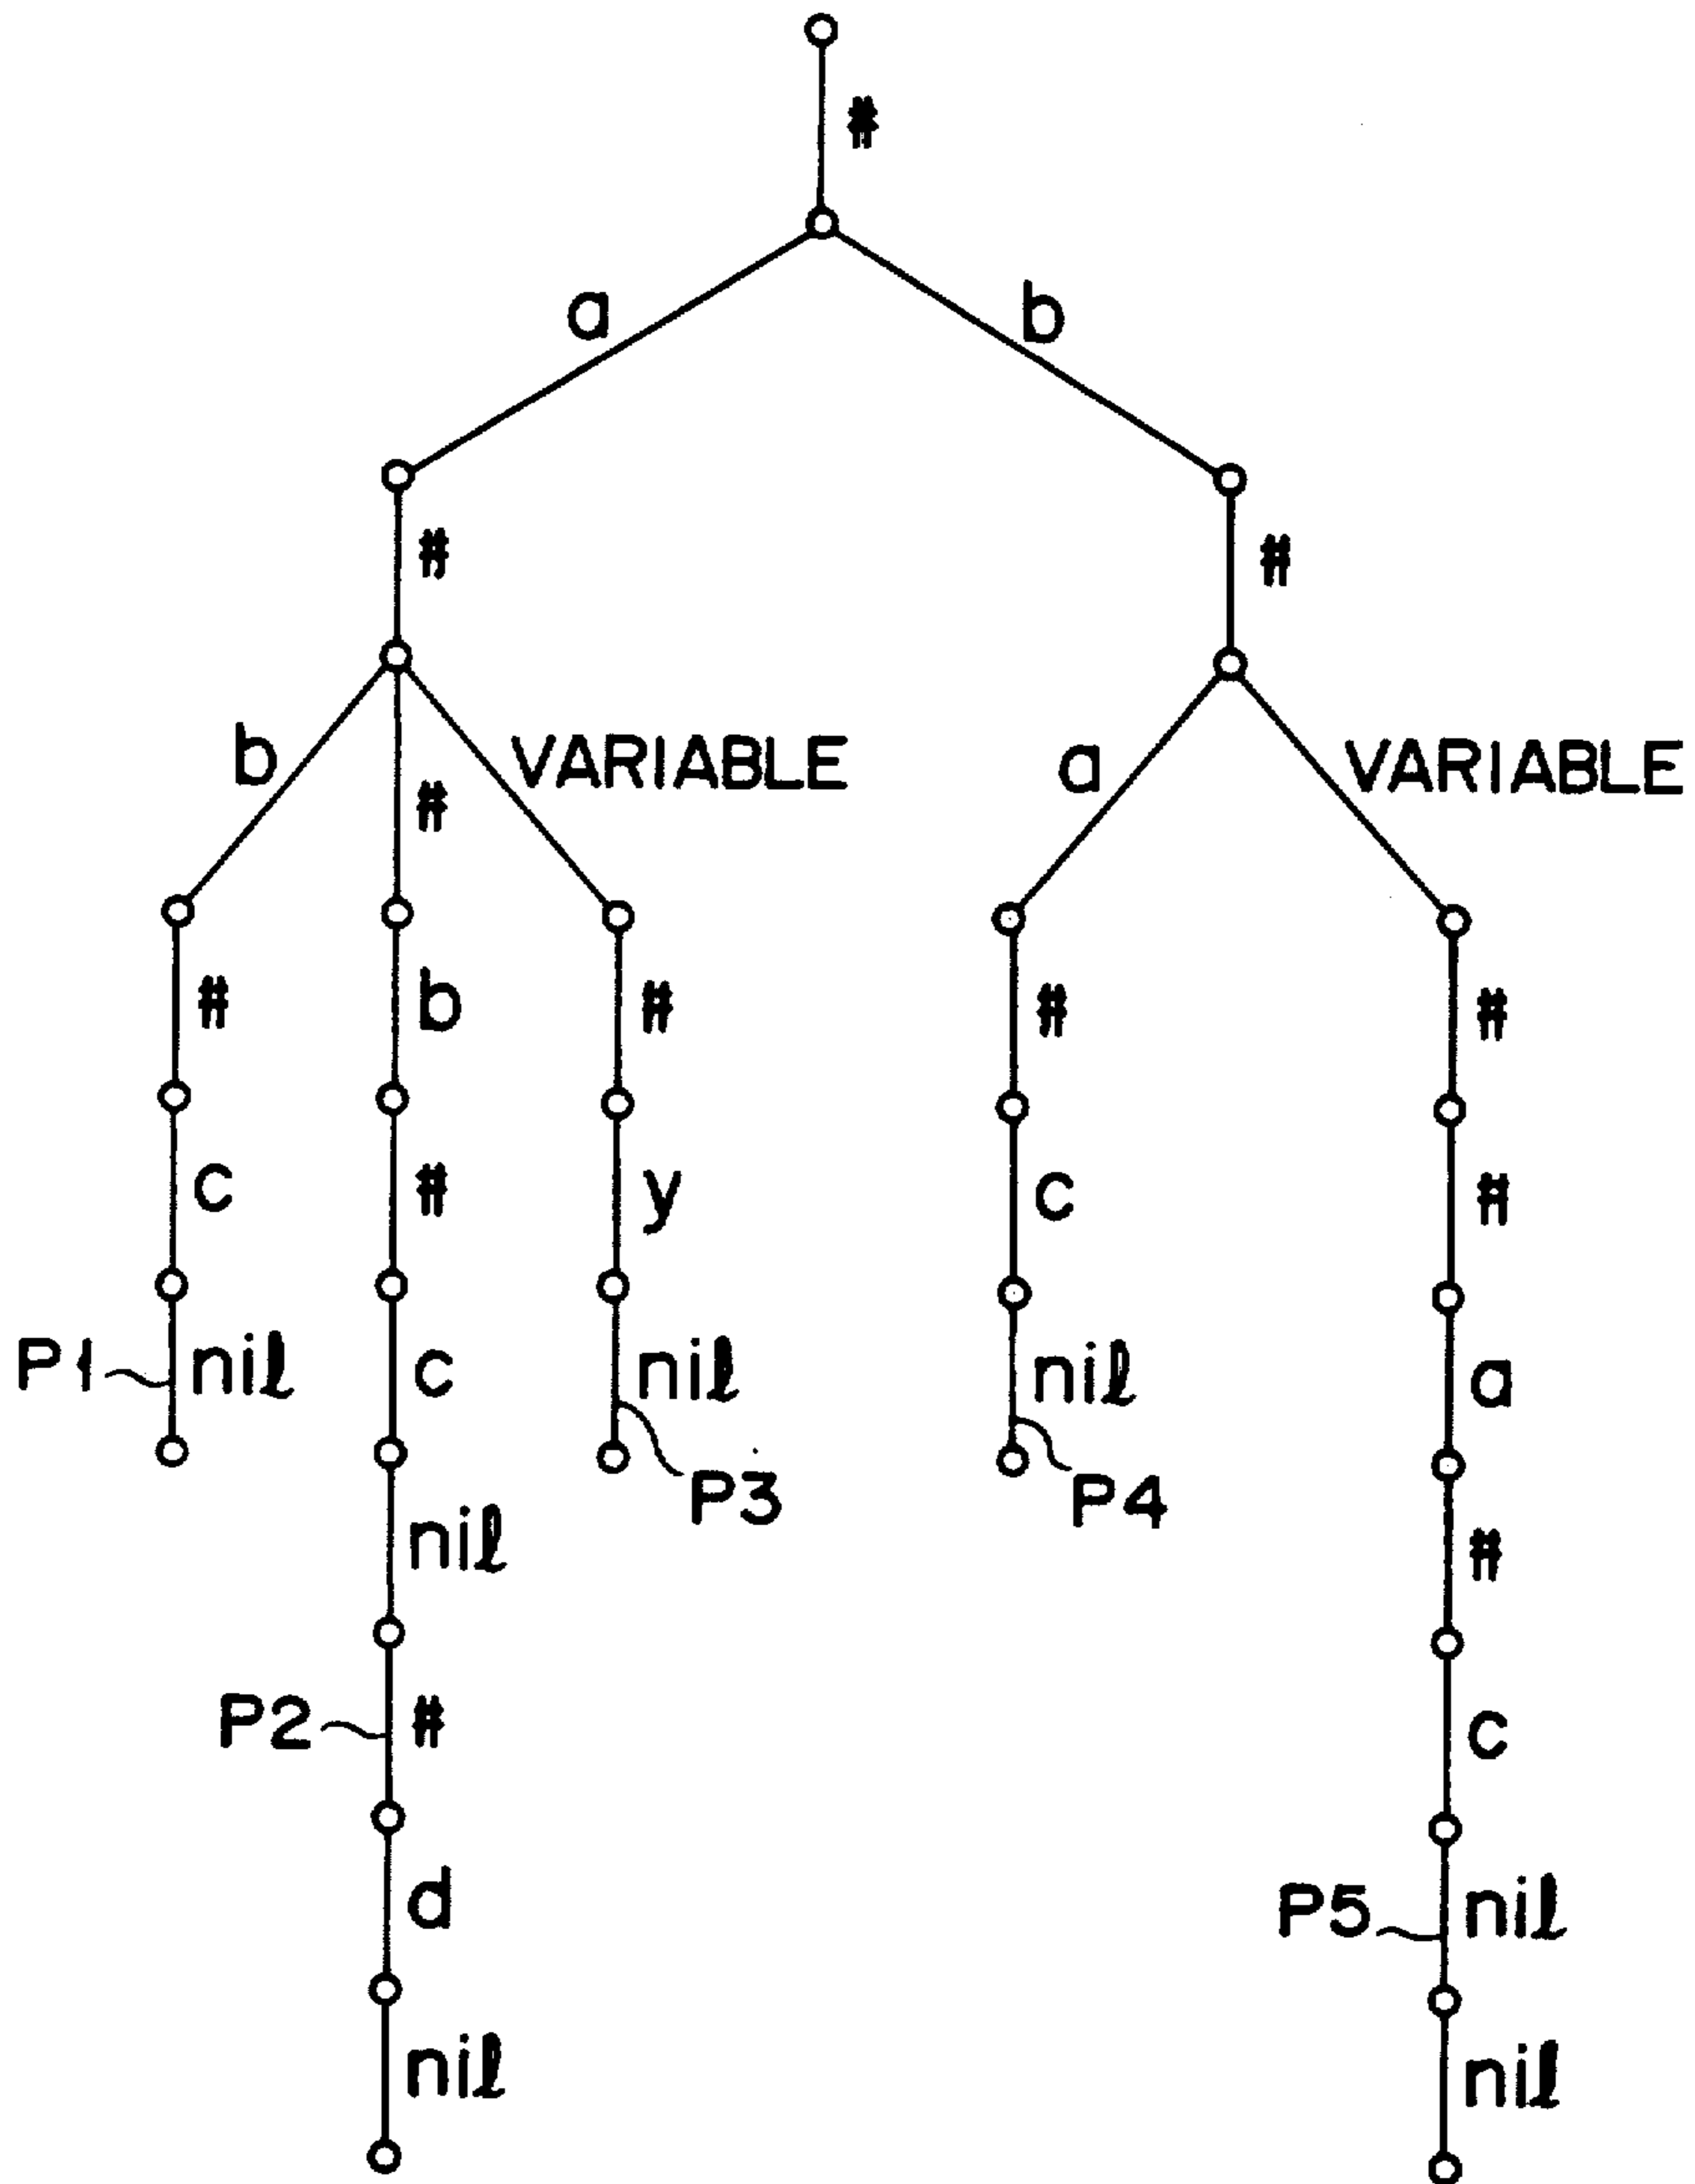 #
a b
# #
b # VARIABLE a VARIABLE
# b # # #
c # y c #
P1 nil c nil nil a
P3 P4
nil #
P2 # c
d P5 nil
nil nil